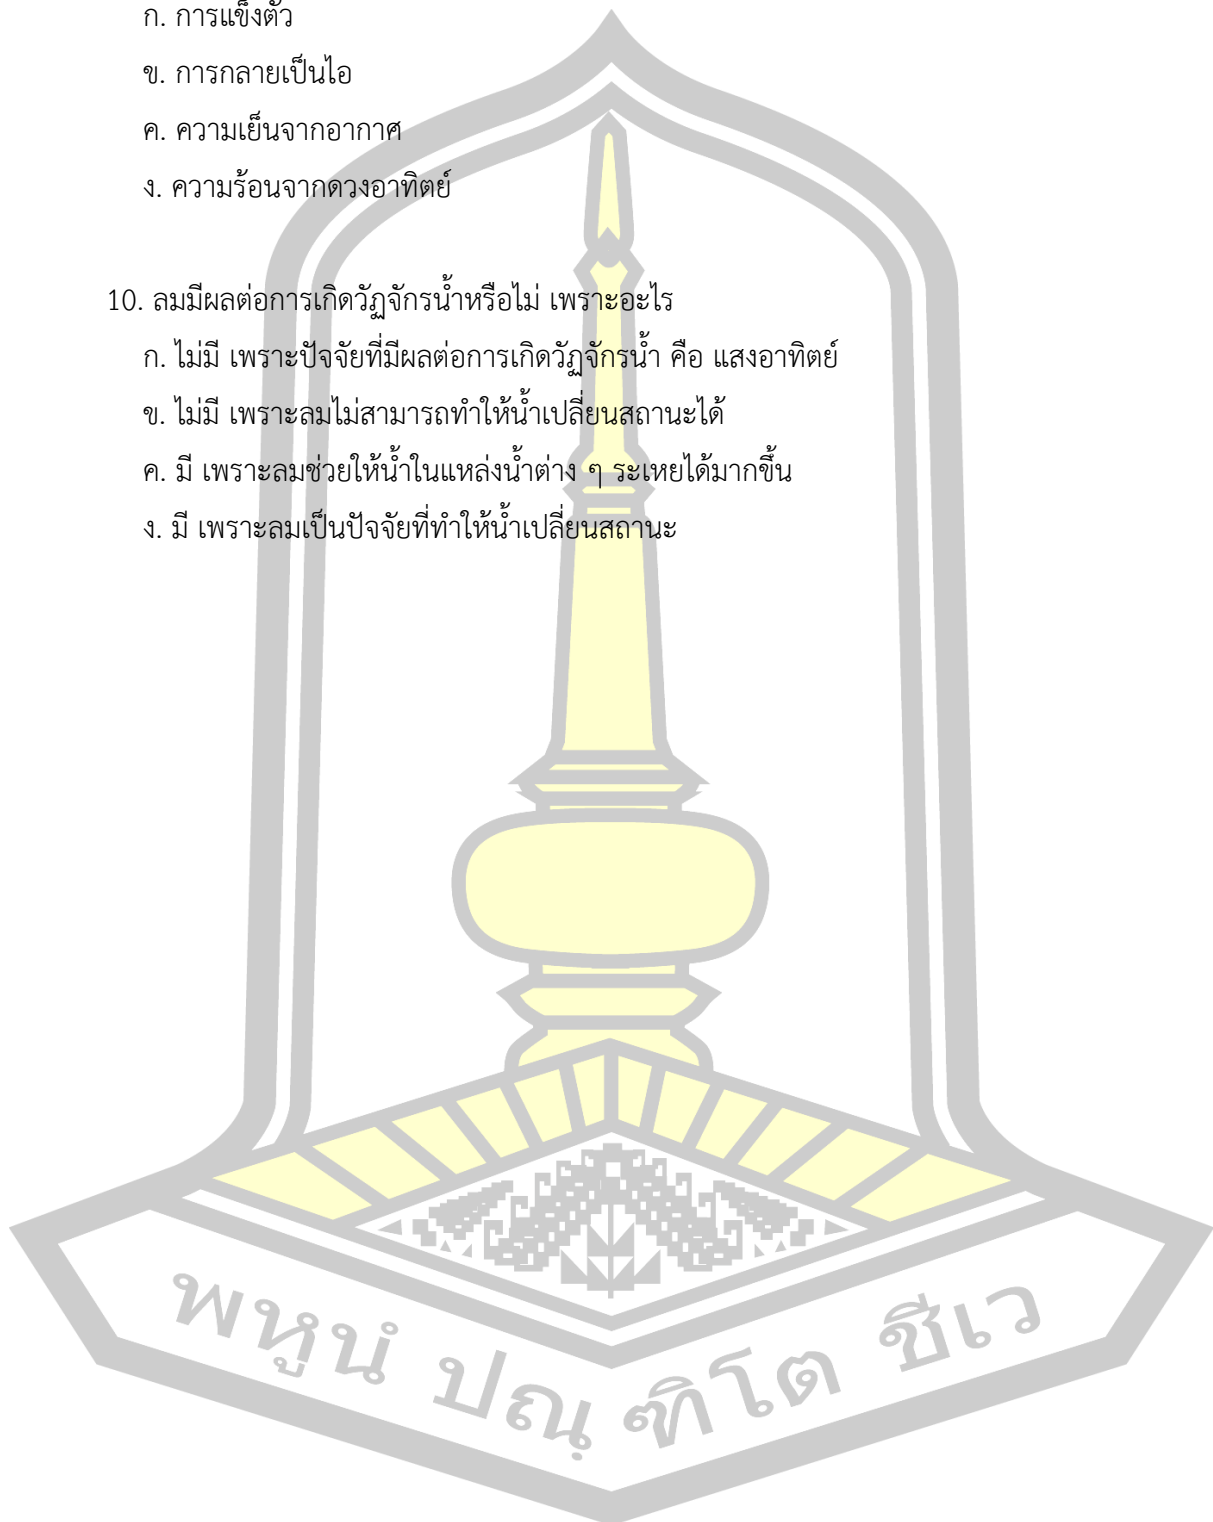 ก. การแข็งตัว
ข. การกลายเป็นไอ
ค. ความเย็นจากอากาศ
ง. ความร้อนจากดวงอาทิตย์
10. ลมมีผลต่อการเกิดวัฏจักรน้ำหรือไม่ เพราะอะไร
ก. ไม่มี เพราะปัจจัยที่มีผลต่อการเกิดวัฏจักรน้ำ คือ แสงอาทิตย์
ข. ไม่มี เพราะลมไม่สามารถทำให้น้ำเปลี่ยนสถานะได้
ค. มี เพราะลมช่วยให้น้ำในแหล่งน้ำต่าง ๆ ระเหยได้มากขึ้น
ง. มี เพราะลมเป็นปัจจัยที่ทำให้น้ำเปลี่ยนสถานะ
พหูนํ ปณฺ ฑิโต ชีเว